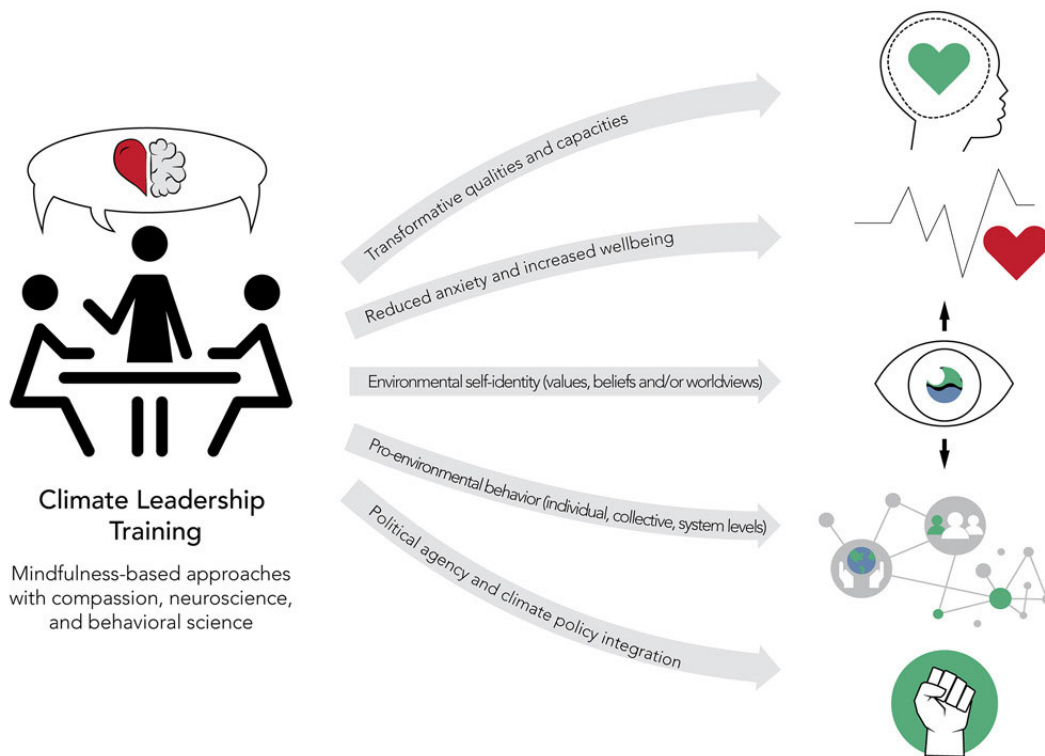 Transformative qualities and capacities
Reduced anxiety and increased wellbeing
Environmental self-identity (values, beliefs and/or worldviews)
Pro-environmental behavior (individual, collective, system levels)
Political agency and climate policy integration
Climate Leadership
Training
Mindfulness-based approaches
with compassion, neuroscience,
and behavioral science